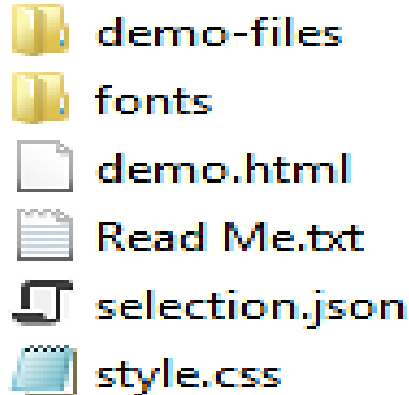 demo-files
fonts
demo.html
Read Me.txt
selection.json
style.css